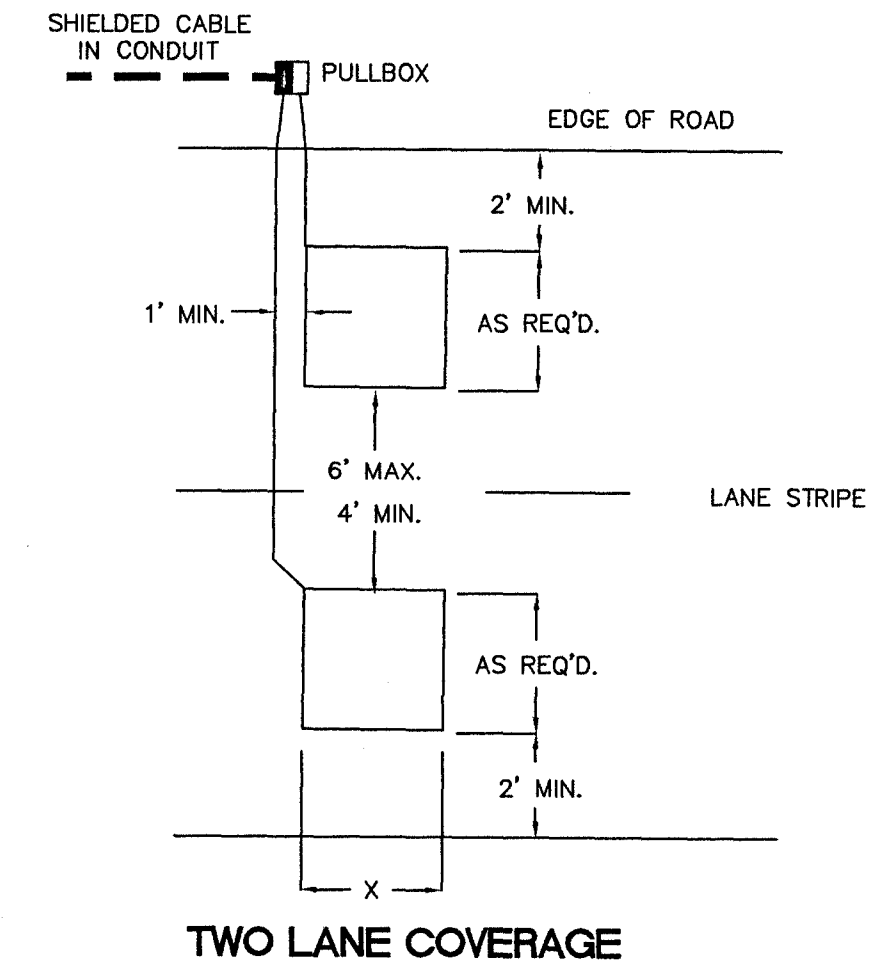 SHIELDED CABLE
IN CONDUIT
PULLBOX
EDGE OF ROAD
2' MIN.
1' MIN.
AS REQ'D.
6' MAX.
4' MIN.
LANE STRIPE
AS REQ'D.
2' MIN.
X
TWO LANE COVERAGE